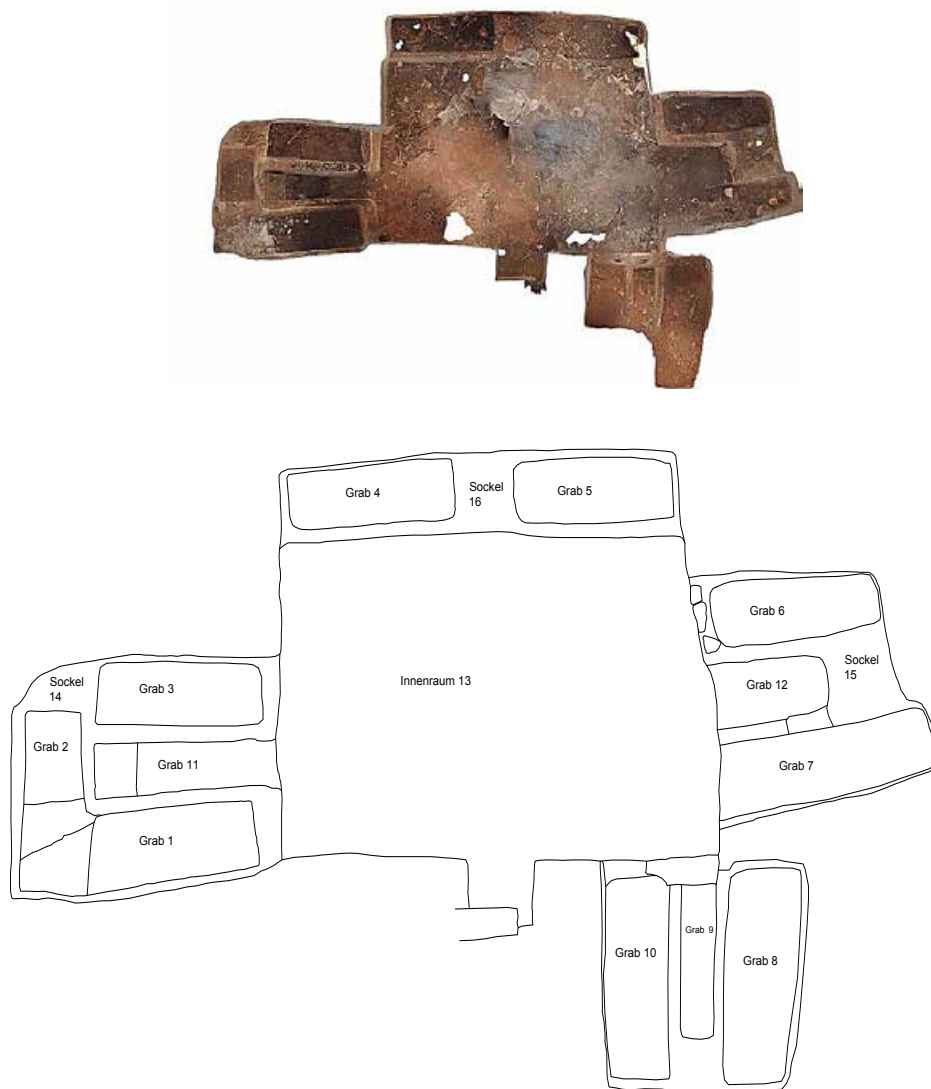 Grab 4
Sockel
16
Grab 5
Grab 6
Sockel
14
Grab 3
Innenraum 13
Grab 12
Sockel
15
Grab 2
Grab 11
Grab 7
Grab 1
Grab 10
Grab 9
Grab 8